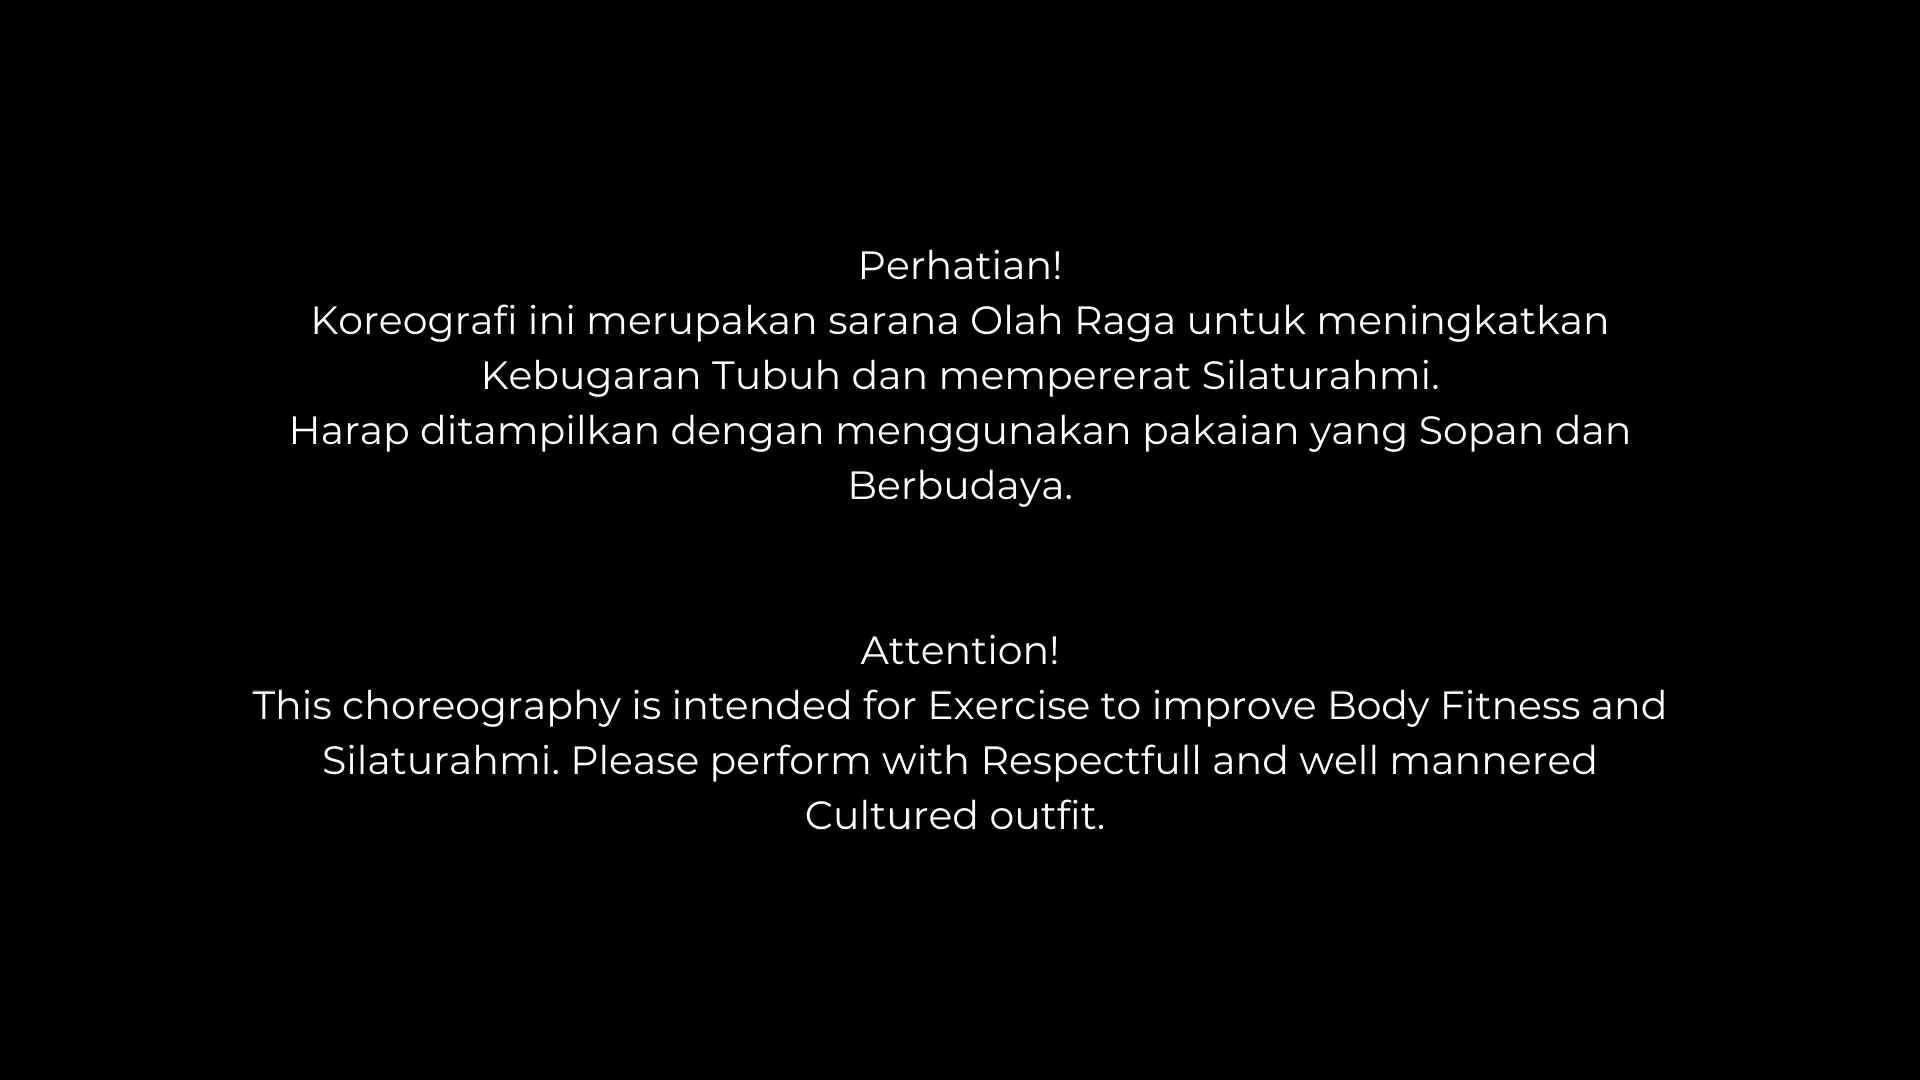 Perhatian!
Koreografi ini merupakan sarana Olah Raga untuk meningkatkan
Kebugaran Tubuh dan mempererat Silaturahmi.
Harap ditampilkan dengan menggunakan pakaian yang Sopan dan
Berbudaya.
Attention!
This choreography is intended for Exercise to improve Body Fitness and
Silaturahmi. Please perform with Respectfull and well mannered
Cultured outfit.